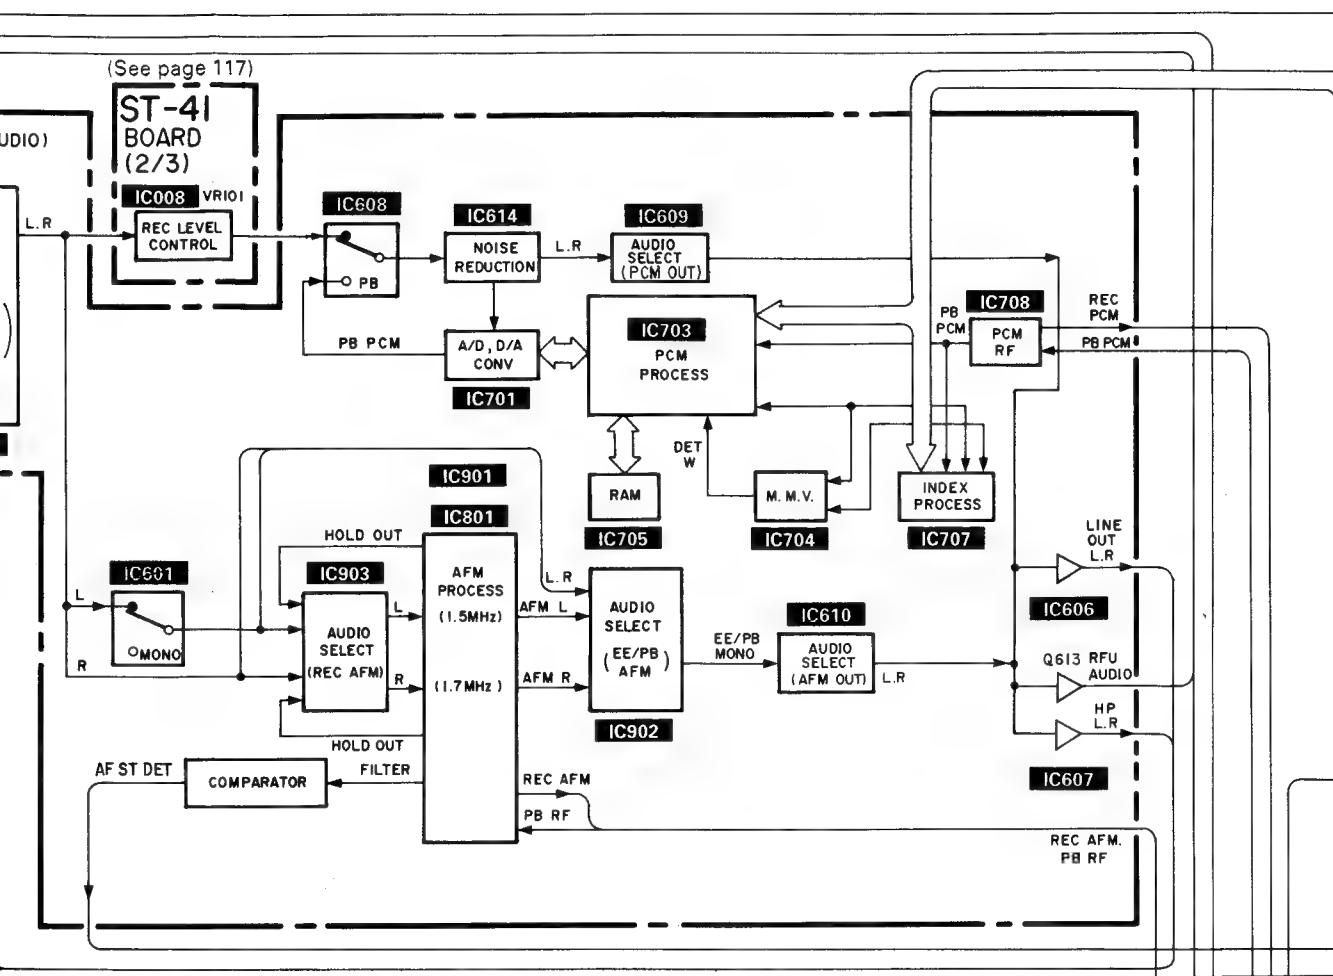 (See page 117)
ST-41
BOARD
(2/3)
UDIO)
IC008 VR101
L.R
REC LEVEL
CONTROL
IC608
PB
IC614
NOISE
REDUCTION
L.R
IC609
AUDIO
SELECT
(PCM OUT)
PB PCM
A/D, D/A
CONV
IC701
IC703
PCM
PROCESS
PB
PCM
IC708
PCM
RF
REC
PCM
PB PCM
DET
W
RAM
IC705
M. M.V.
IC704
INDEX
PROCESS
IC707
IC901
IC801
AFM
PROCESS
(1.5MHz)
(1.7MHz)
HOLD OUT
IC903
AUDIO
SELECT
(REC AFM)
L
R
HOLD OUT
IC601
L
MONO
R
L.R
AFM L
AFM R
AUDIO
SELECT
(EE/PB
AFM)
IC902
EE/PB
MONO
IC610
AUDIO
SELECT
(AFM OUT)
L.R
LINE
OUT
L.R
IC606
Q613 RFU
AUDIO
HP
L.R
IC607
AF ST DET
COMPARATOR
FILTER
REC AFM
PB RF
REC AFM.
PB RF